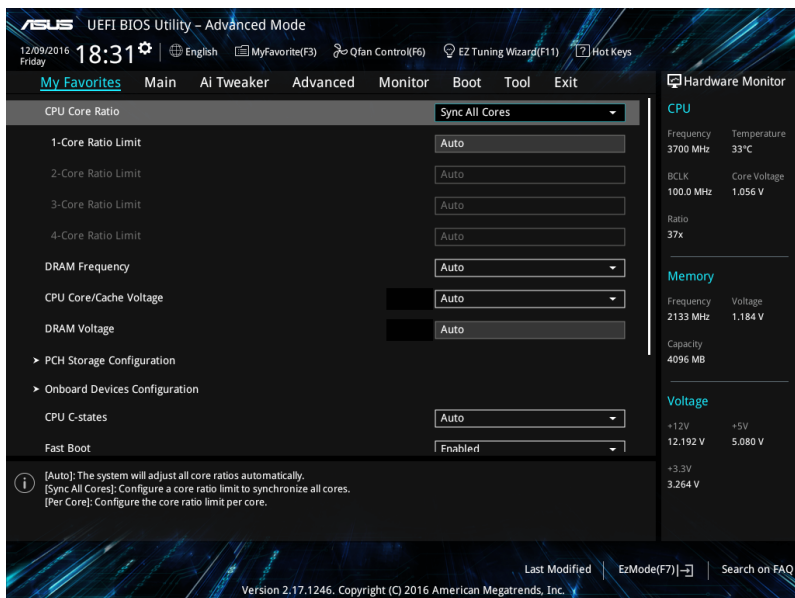 ASUS UEFI BIOS Utility – Advanced Mode
12/09/2016 Friday 18:31 English MyFavorite(F3) Qfan Control(F6) EZ Tuning Wizard(F11) ? Hot Keys
My Favorites Main Ai Tweaker Advanced Monitor Boot Tool Exit
CPU Core Ratio Sync All Cores
1-Core Ratio Limit Auto
2-Core Ratio Limit Auto
3-Core Ratio Limit Auto
4-Core Ratio Limit Auto
DRAM Frequency Auto
CPU Core/Cache Voltage Auto
DRAM Voltage Auto
> PCH Storage Configuration
> Onboard Devices Configuration
CPU C-states Auto
Fast Boot Enabled
[Auto]: The system will adjust all core ratios automatically.
[Sync All Cores]: Configure a core ratio limit to synchronize all cores.
[Per Core]: Configure the core ratio limit per core.
Hardware Monitor
CPU
Frequency Temperature
3700 MHz 33°C
BCLK Core Voltage
100.0 MHz 1.056 V
Ratio
37x
Memory
Frequency Voltage
2133 MHz 1.184 V
Capacity
4096 MB
Voltage
+12V +5V
12.192 V 5.080 V
+3.3V
3.264 V
Last Modified EzMode(F7) Search on FAQ
Version 2.17.1246. Copyright (C) 2016 American Megatrends, Inc.